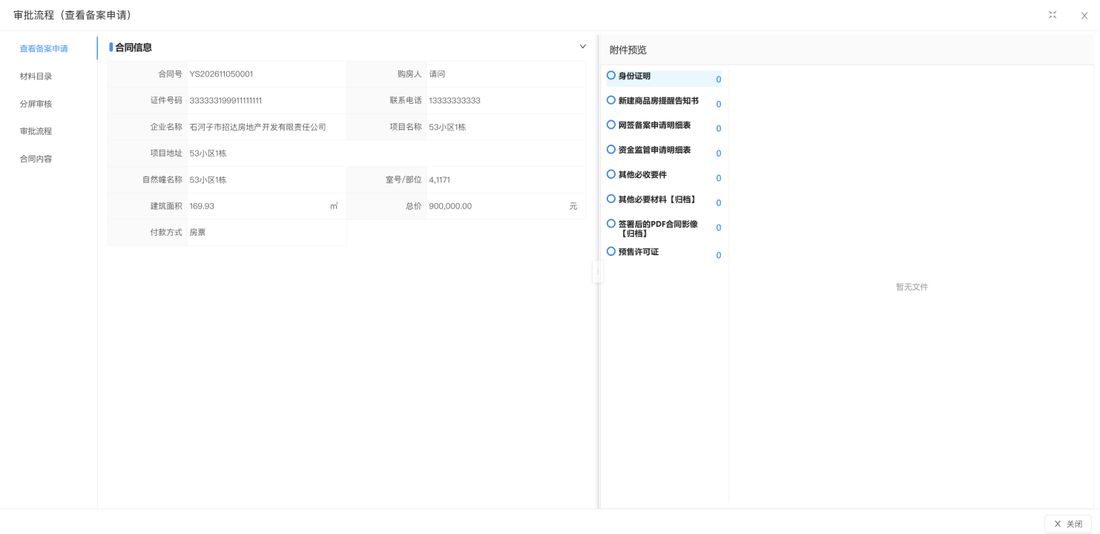 审批流程（查看备案申请）
查看备案申请
材料目录
分屏审核
审批流程
合同内容
合同信息
合同号 YS202611050001 购房人 请问
证件号码 333333199911111111 联系电话 13333333333
企业名称 石河子市招达房地产开发有限责任公司 项目名称 53小区1栋
项目地址 53小区1栋
自然幢名称 53小区1栋 室号/部位 4,1171
建筑面积 169.93 ㎡ 总价 900,000.00 元
付款方式 房票
附件预览
身份证明 0
新建商品房提醒告知书 0
网签备案申请明细表 0
资金监管申请明细表 0
其他必收要件 0
其他必要材料【归档】 0
签署后的PDF合同影像 0
【归档】
预售许可证 0
暂无文件
关闭